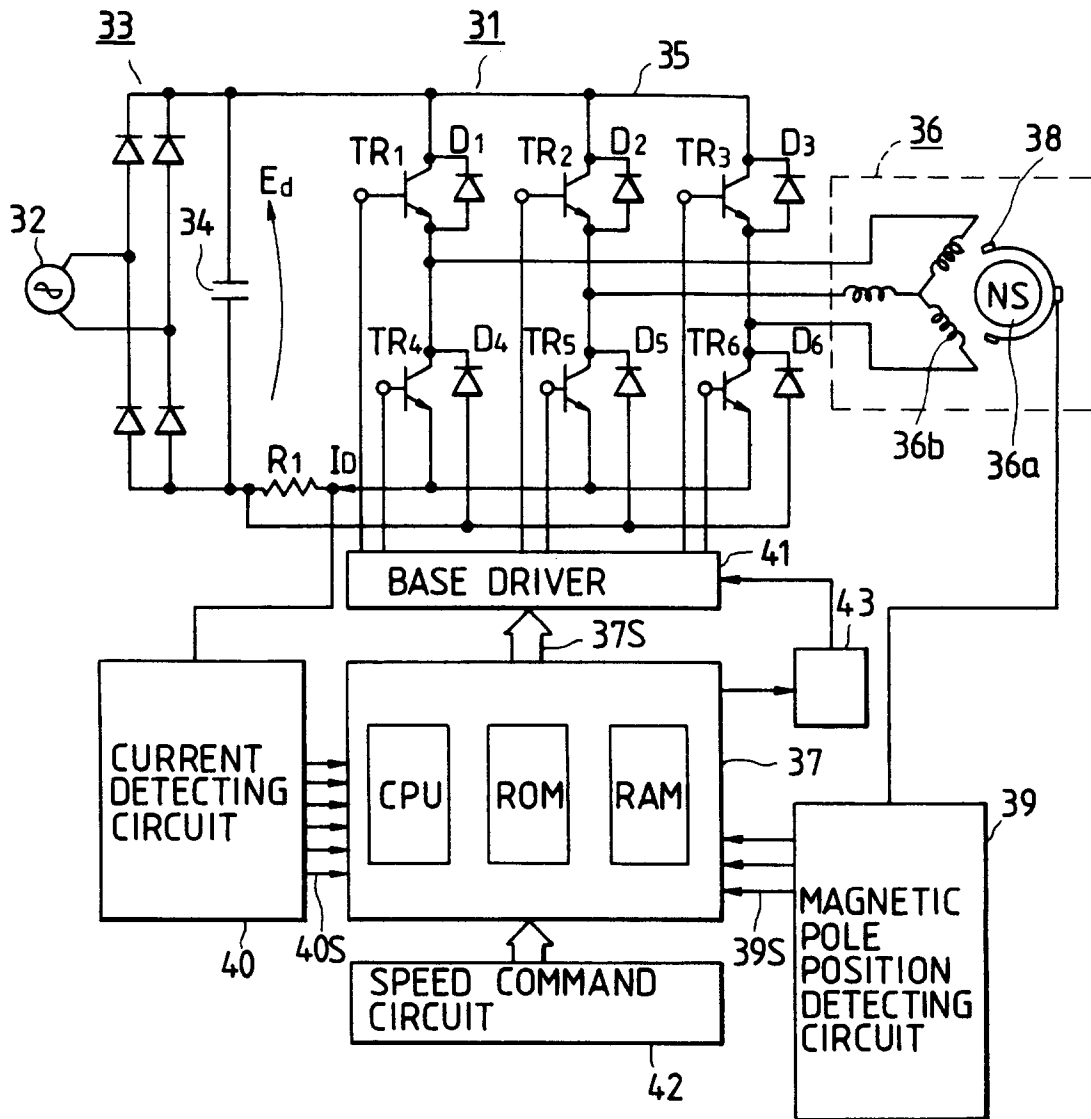 33
31
35
TR1
D1
TR2
D2
TR3
D3
36
38
Ed
32
34
NS
TR4
D4
TR5
D5
TR6
D6
36b
36a
R1
ID
41
BASE DRIVER
43
37S
CURRENT
DETECTING
CIRCUIT
CPU
ROM
RAM
37
39
40S
40
39S
MAGNETIC
POLE
POSITION
DETECTING
CIRCUIT
SPEED COMMAND
CIRCUIT
42